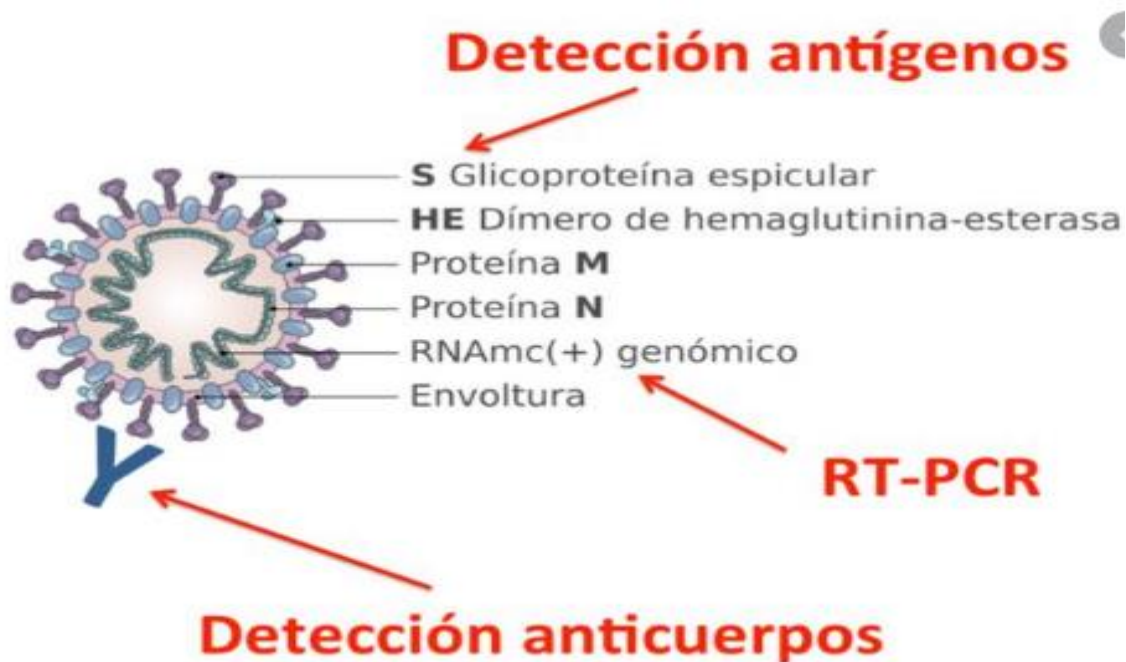 Detección antígenos
S Glicoproteína espicular
HE Dímero de hemaglutinina-esterasa
Proteína M
Proteína N
RNAmc(+) genómico
Envoltura
RT-PCR
Detección anticuerpos